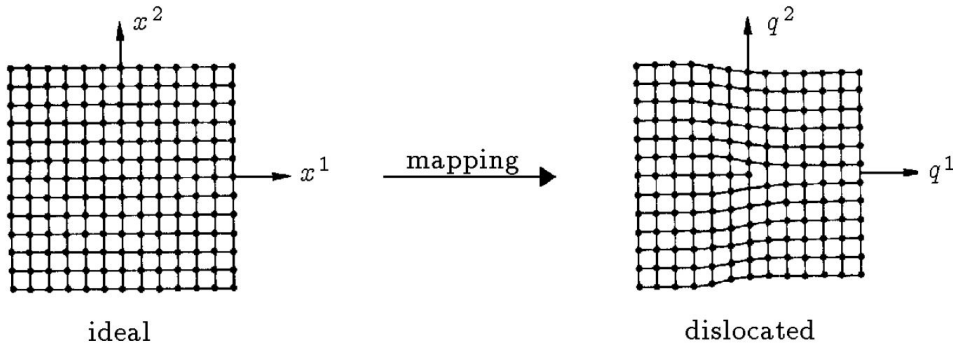 x²
q²
x¹
mapping
q¹
ideal
dislocated